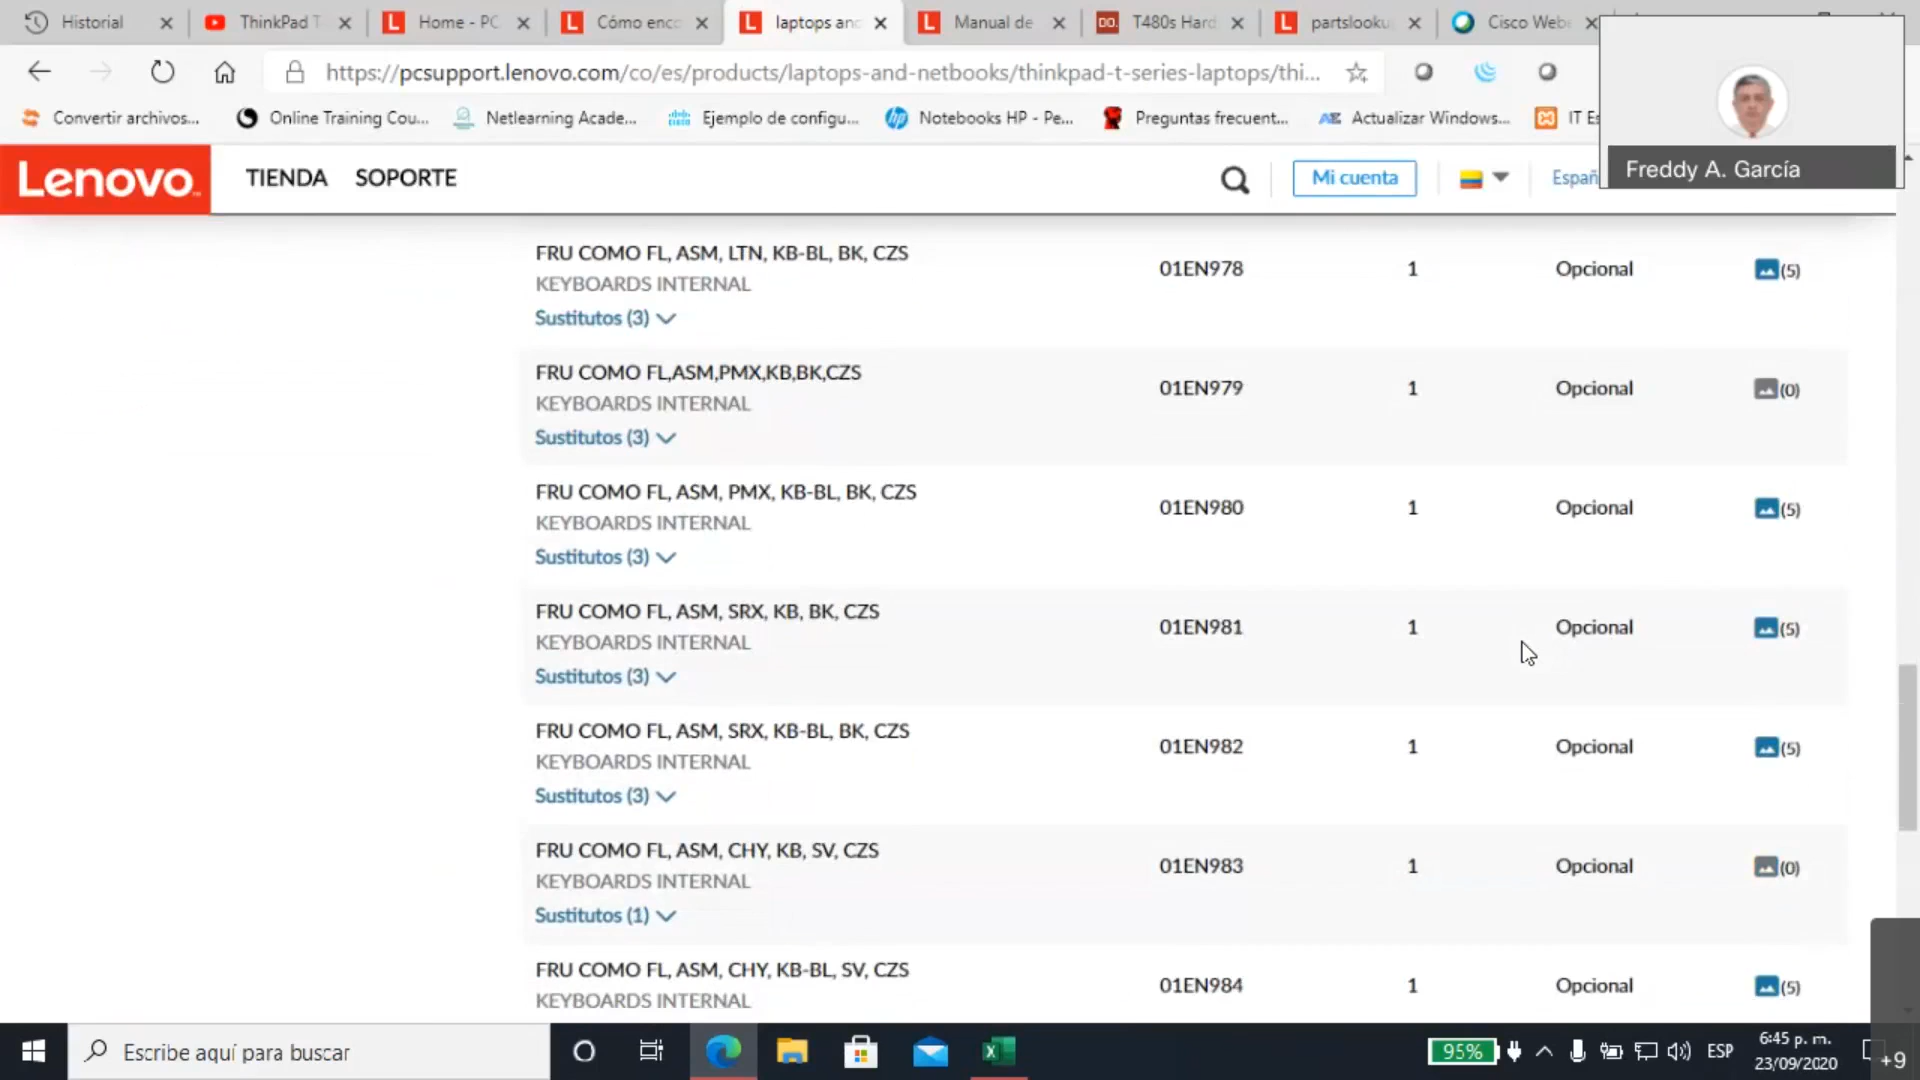 Historial
ThinkPad T
Home - PC
Cómo enco
laptops and
Manual de
T480s Hard
partslooku
Cisco Web
https://pcsupport.lenovo.com/co/es/products/laptops-and-netbooks/thinkpad-t-series-laptops/thi...
Convertir archivos...
Online Training Cou...
Netlearning Acade...
Ejemplo de configu...
Notebooks HP - Pe...
Preguntas frecuent...
Actualizar Windows...
IT Es
Freddy A. García
Lenovo
TIENDA
SOPORTE
Mi cuenta
Españ
FRU COMO FL, ASM, LTN, KB-BL, BK, CZS
KEYBOARDS INTERNAL
Sustitutos (3)
01EN978 1 Opcional (5)
FRU COMO FL,ASM,PMX,KB,BK,CZS
KEYBOARDS INTERNAL
Sustitutos (3)
01EN979 1 Opcional (0)
FRU COMO FL, ASM, PMX, KB-BL, BK, CZS
KEYBOARDS INTERNAL
Sustitutos (3)
01EN980 1 Opcional (5)
FRU COMO FL, ASM, SRX, KB, BK, CZS
KEYBOARDS INTERNAL
Sustitutos (3)
01EN981 1 Opcional (5)
FRU COMO FL, ASM, SRX, KB-BL, BK, CZS
KEYBOARDS INTERNAL
Sustitutos (3)
01EN982 1 Opcional (5)
FRU COMO FL, ASM, CHY, KB, SV, CZS
KEYBOARDS INTERNAL
Sustitutos (1)
01EN983 1 Opcional (0)
FRU COMO FL, ASM, CHY, KB-BL, SV, CZS
KEYBOARDS INTERNAL
01EN984 1 Opcional (5)
Escribe aquí para buscar
95%
ESP
6:45 p. m.
23/09/2020
+9